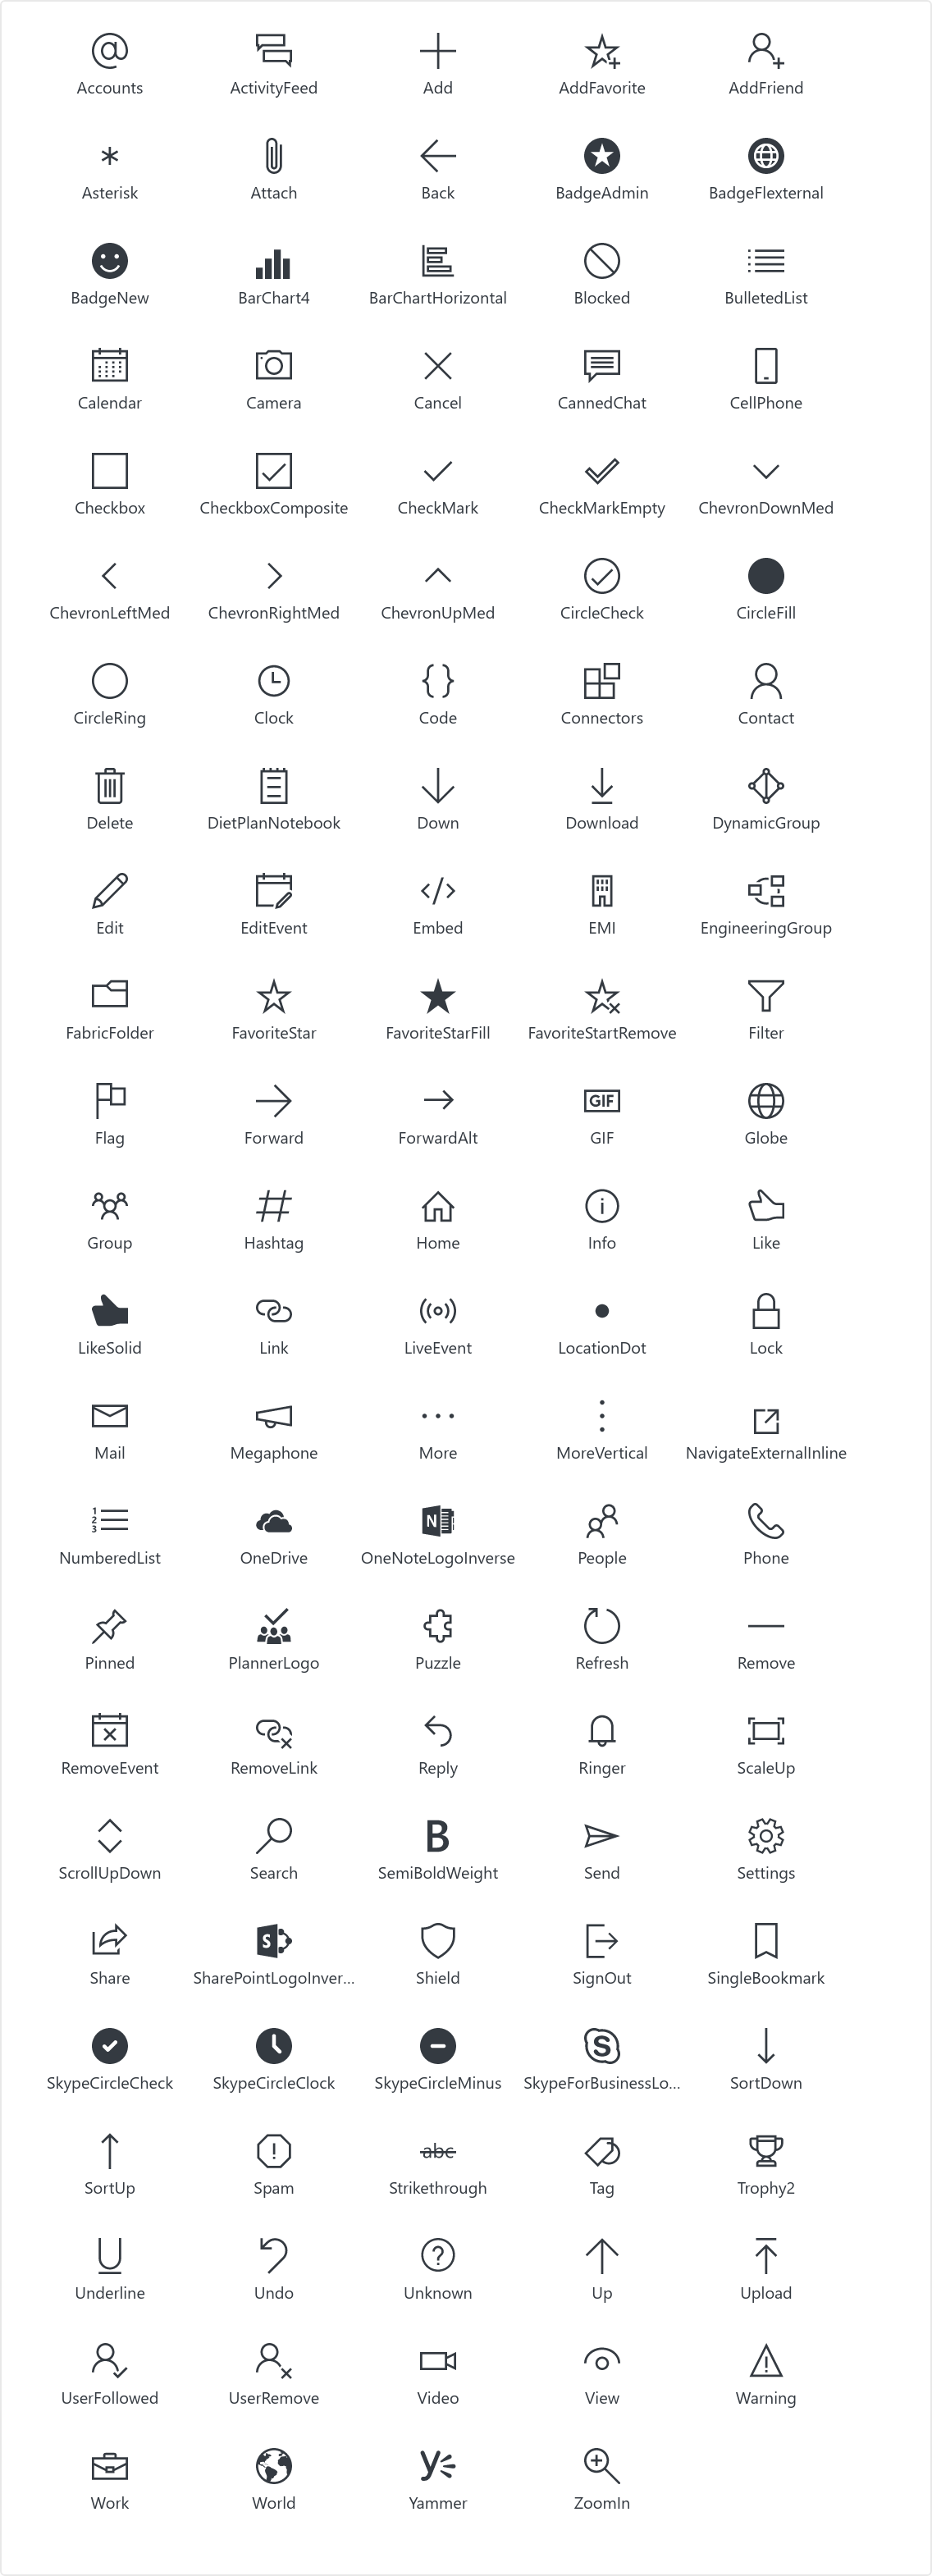 Accounts ActivityFeed Add AddFavorite AddFriend
Asterisk Attach Back BadgeAdmin BadgeFlexternal
BadgeNew BarChart4 BarChartHorizontal Blocked BulletedList
Calendar Camera Cancel CannedChat CellPhone
Checkbox CheckboxComposite CheckMark CheckMarkEmpty ChevronDownMed
ChevronLeftMed ChevronRightMed ChevronUpMed CircleCheck CircleFill
CircleRing Clock Code Connectors Contact
Delete DietPlanNotebook Down Download DynamicGroup
Edit EditEvent Embed EMI EngineeringGroup
FabricFolder FavoriteStar FavoriteStarFill FavoriteStartRemove Filter
GIF
Flag Forward ForwardAlt GIF Globe
Group Hashtag Home Info Like
LikeSolid Link LiveEvent LocationDot Lock
Mail Megaphone More MoreVertical NavigateExternalInline
1 2 3 N
NumberedList OneDrive OneNoteLogoInverse People Phone
Pinned PlannerLogo Puzzle Refresh Remove
RemoveEvent RemoveLink Reply Ringer ScaleUp
B
ScrollUpDown Search SemiBoldWeight Send Settings
S
Share SharePointLogoInver... Shield SignOut SingleBookmark
S
SkypeCircleCheck SkypeCircleClock SkypeCircleMinus SkypeForBusinessLo... SortDown
abc
SortUp Spam Strikethrough Tag Trophy2
U
Underline Undo Unknown Up Upload
UserFollowed UserRemove Video View Warning
Work World Yammer ZoomIn